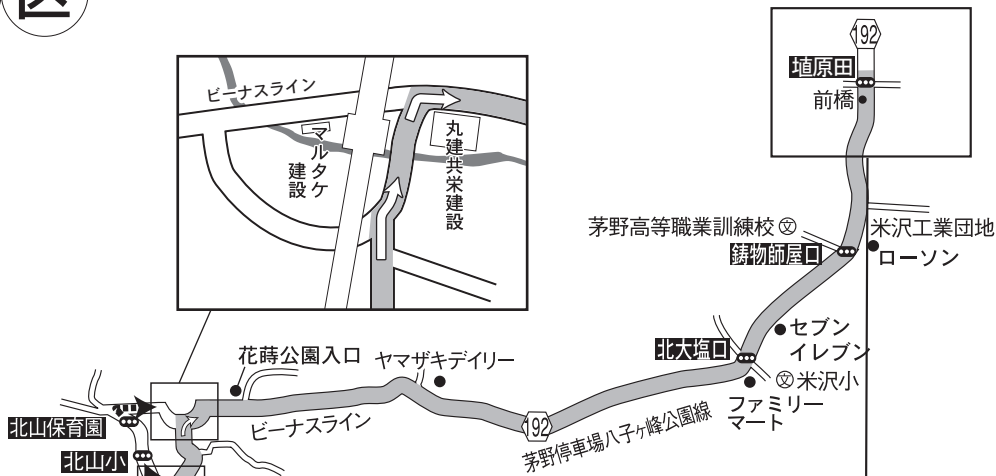 区
192
埴原田
前橋
ビーナスライン
マルタケ
建設
丸建共栄建設
茅野高等職業訓練校 文
米沢工業団地
鋳物師屋口
ローソン
セブン
イレブン
北大塩口
文 米沢小
ファミリー
マート
花蒔公園入口
ヤマザキデイリー
ビーナスライン
192
茅野停車場八子ヶ峰公園線
北山保育園
北山小